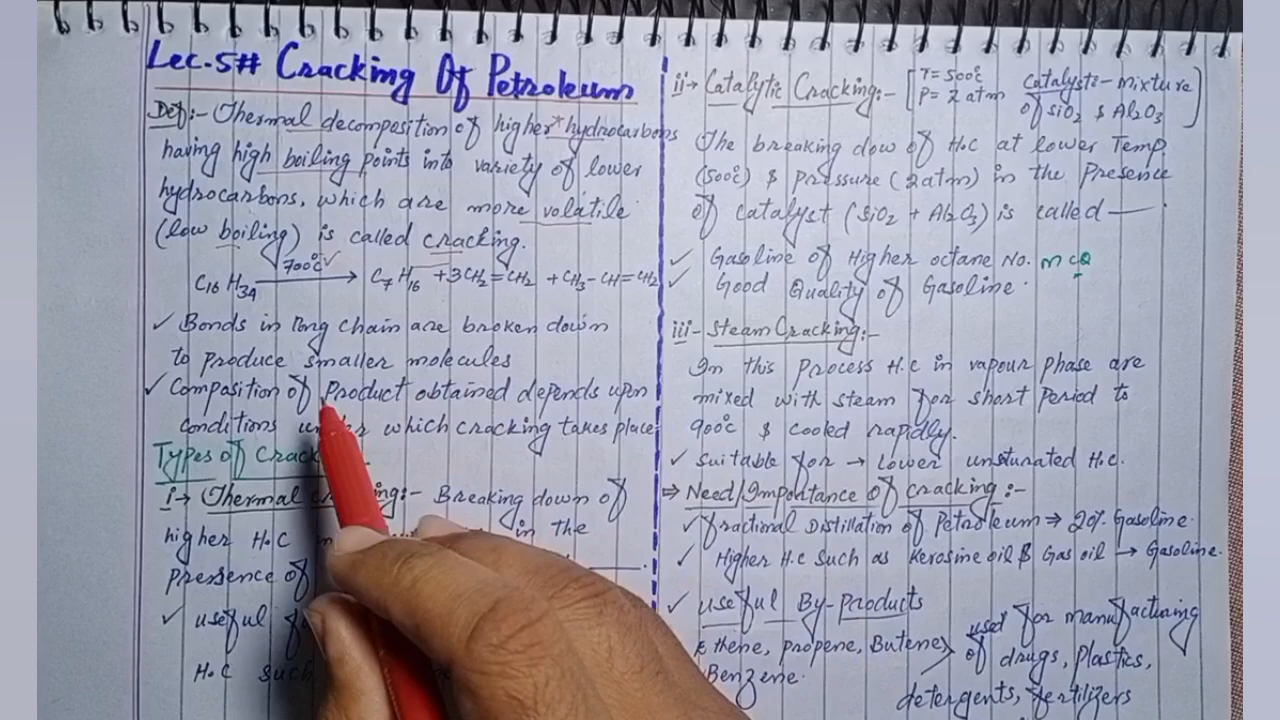 Lec.5# Cracking Of Petroleum
Def:- Thermal decomposition of higher* hydrocarbons
having high boiling points into variety of lower
hydrocarbons, which are more volatile
(low boiling) is called cracking.
C16 H34 700°C → C7 H16 + 3CH2=CH2 + CH3-CH=CH2
✓ Bonds in long chain are broken down
to produce smaller molecules
✓ Composition of Product obtained depends upon
conditions which cracking takes place
Types of
i→ Thermal :- Breaking down of
higher H.C in the
pressence of
✓ useful
H.C such
ii→ Catalytic Cracking:- [T=500°C P= 2 atm Catalysts- mixture of SiO2 & Al2O3]
The breaking dow of H.C at lower Temp
(500°C) & pressure (2atm) in the Presence
of catalyst (SiO2 + Al2O3) is called —.
✓ Gasoline of Higher octane No. MCQ
✓ Good Quality of Gasoline.
iii- Steam Cracking:-
In this Process H.C in vapour phase are
mixed with steam for short Period to
900°C & cooled rapidly.
✓ Suitable for → Lower unsturated H.C.
⇒ Need/Importance Of cracking:-
✓ fractional Distillation of Petroleum ⇒ 20% Gasoline.
✓ Higher H.C such as Kerosine oil & Gas oil → Gasoline.
✓ Useful By-Products
Ethene, propene, Butene,
Benzene.
used for manufacturing
of drugs, plastics,
detergents, fertilizers